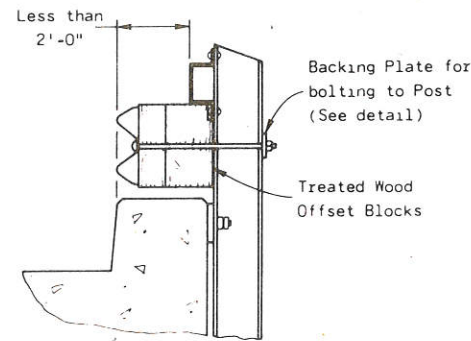 Less than
2'-0"
Backing Plate for
bolting to Post
(See detail)
Treated Wood
Offset Blocks